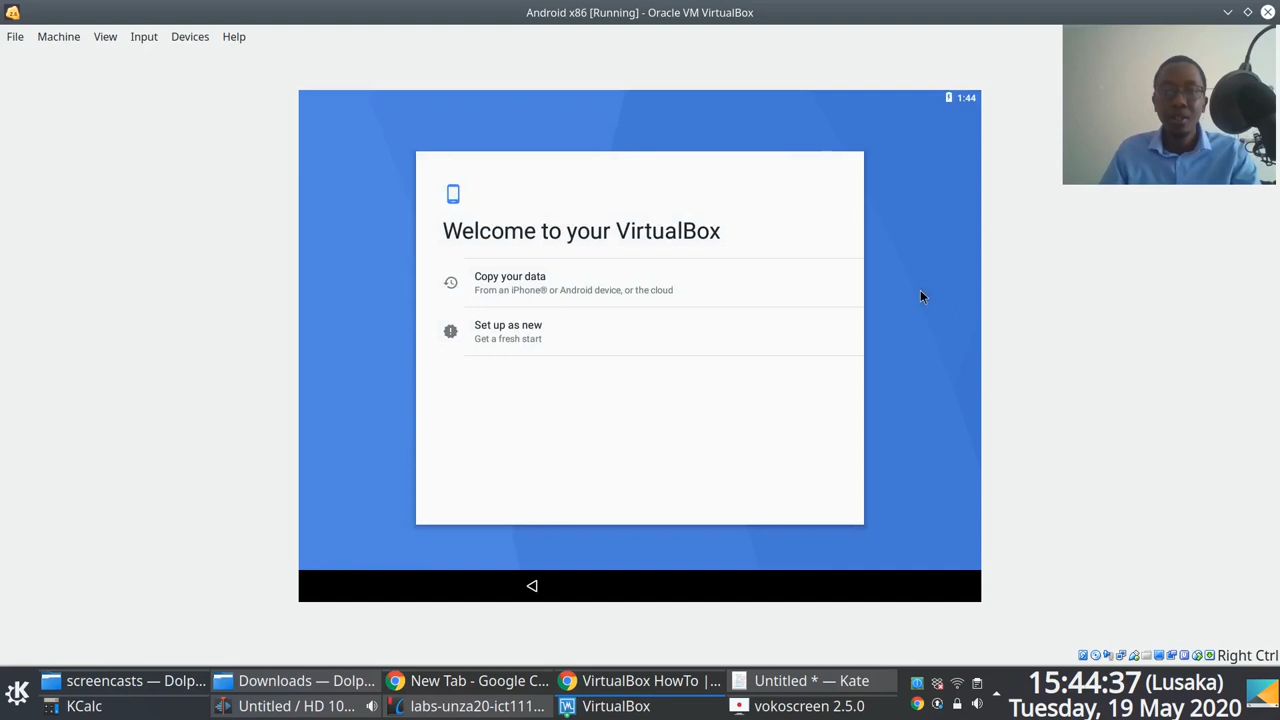 Android x86 [Running] - Oracle VM VirtualBox
File Machine View Input Devices Help
1:44
Welcome to your VirtualBox
Copy your data
From an iPhone® or Android device, or the cloud
Set up as new
Get a fresh start
Right Ctrl
screencasts — Dolp...
Downloads — Dolp...
New Tab - Google C...
VirtualBox HowTo |...
Untitled * — Kate
KCalc
Untitled / HD 10...
labs-unza20-ict111...
VirtualBox
vokoscreen 2.5.0
15:44:37 (Lusaka)
Tuesday, 19 May 2020